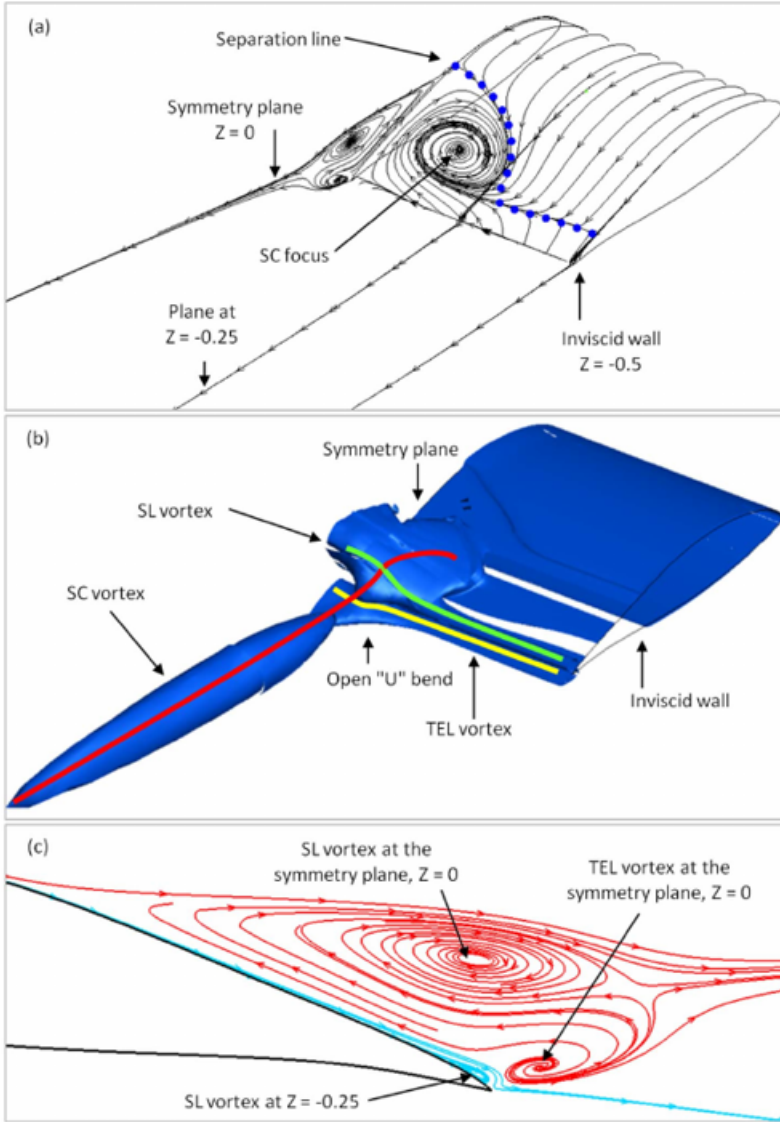 (a)
Separation line
Symmetry plane
Z = 0
SC focus
Plane at
Z = -0.25
Inviscid wall
Z = -0.5
(b)
Symmetry plane
SL vortex
SC vortex
Open "U" bend
TEL vortex
Inviscid wall
(c)
SL vortex at the
symmetry plane, Z = 0
TEL vortex at the
symmetry plane, Z = 0
SL vortex at Z = -0.25